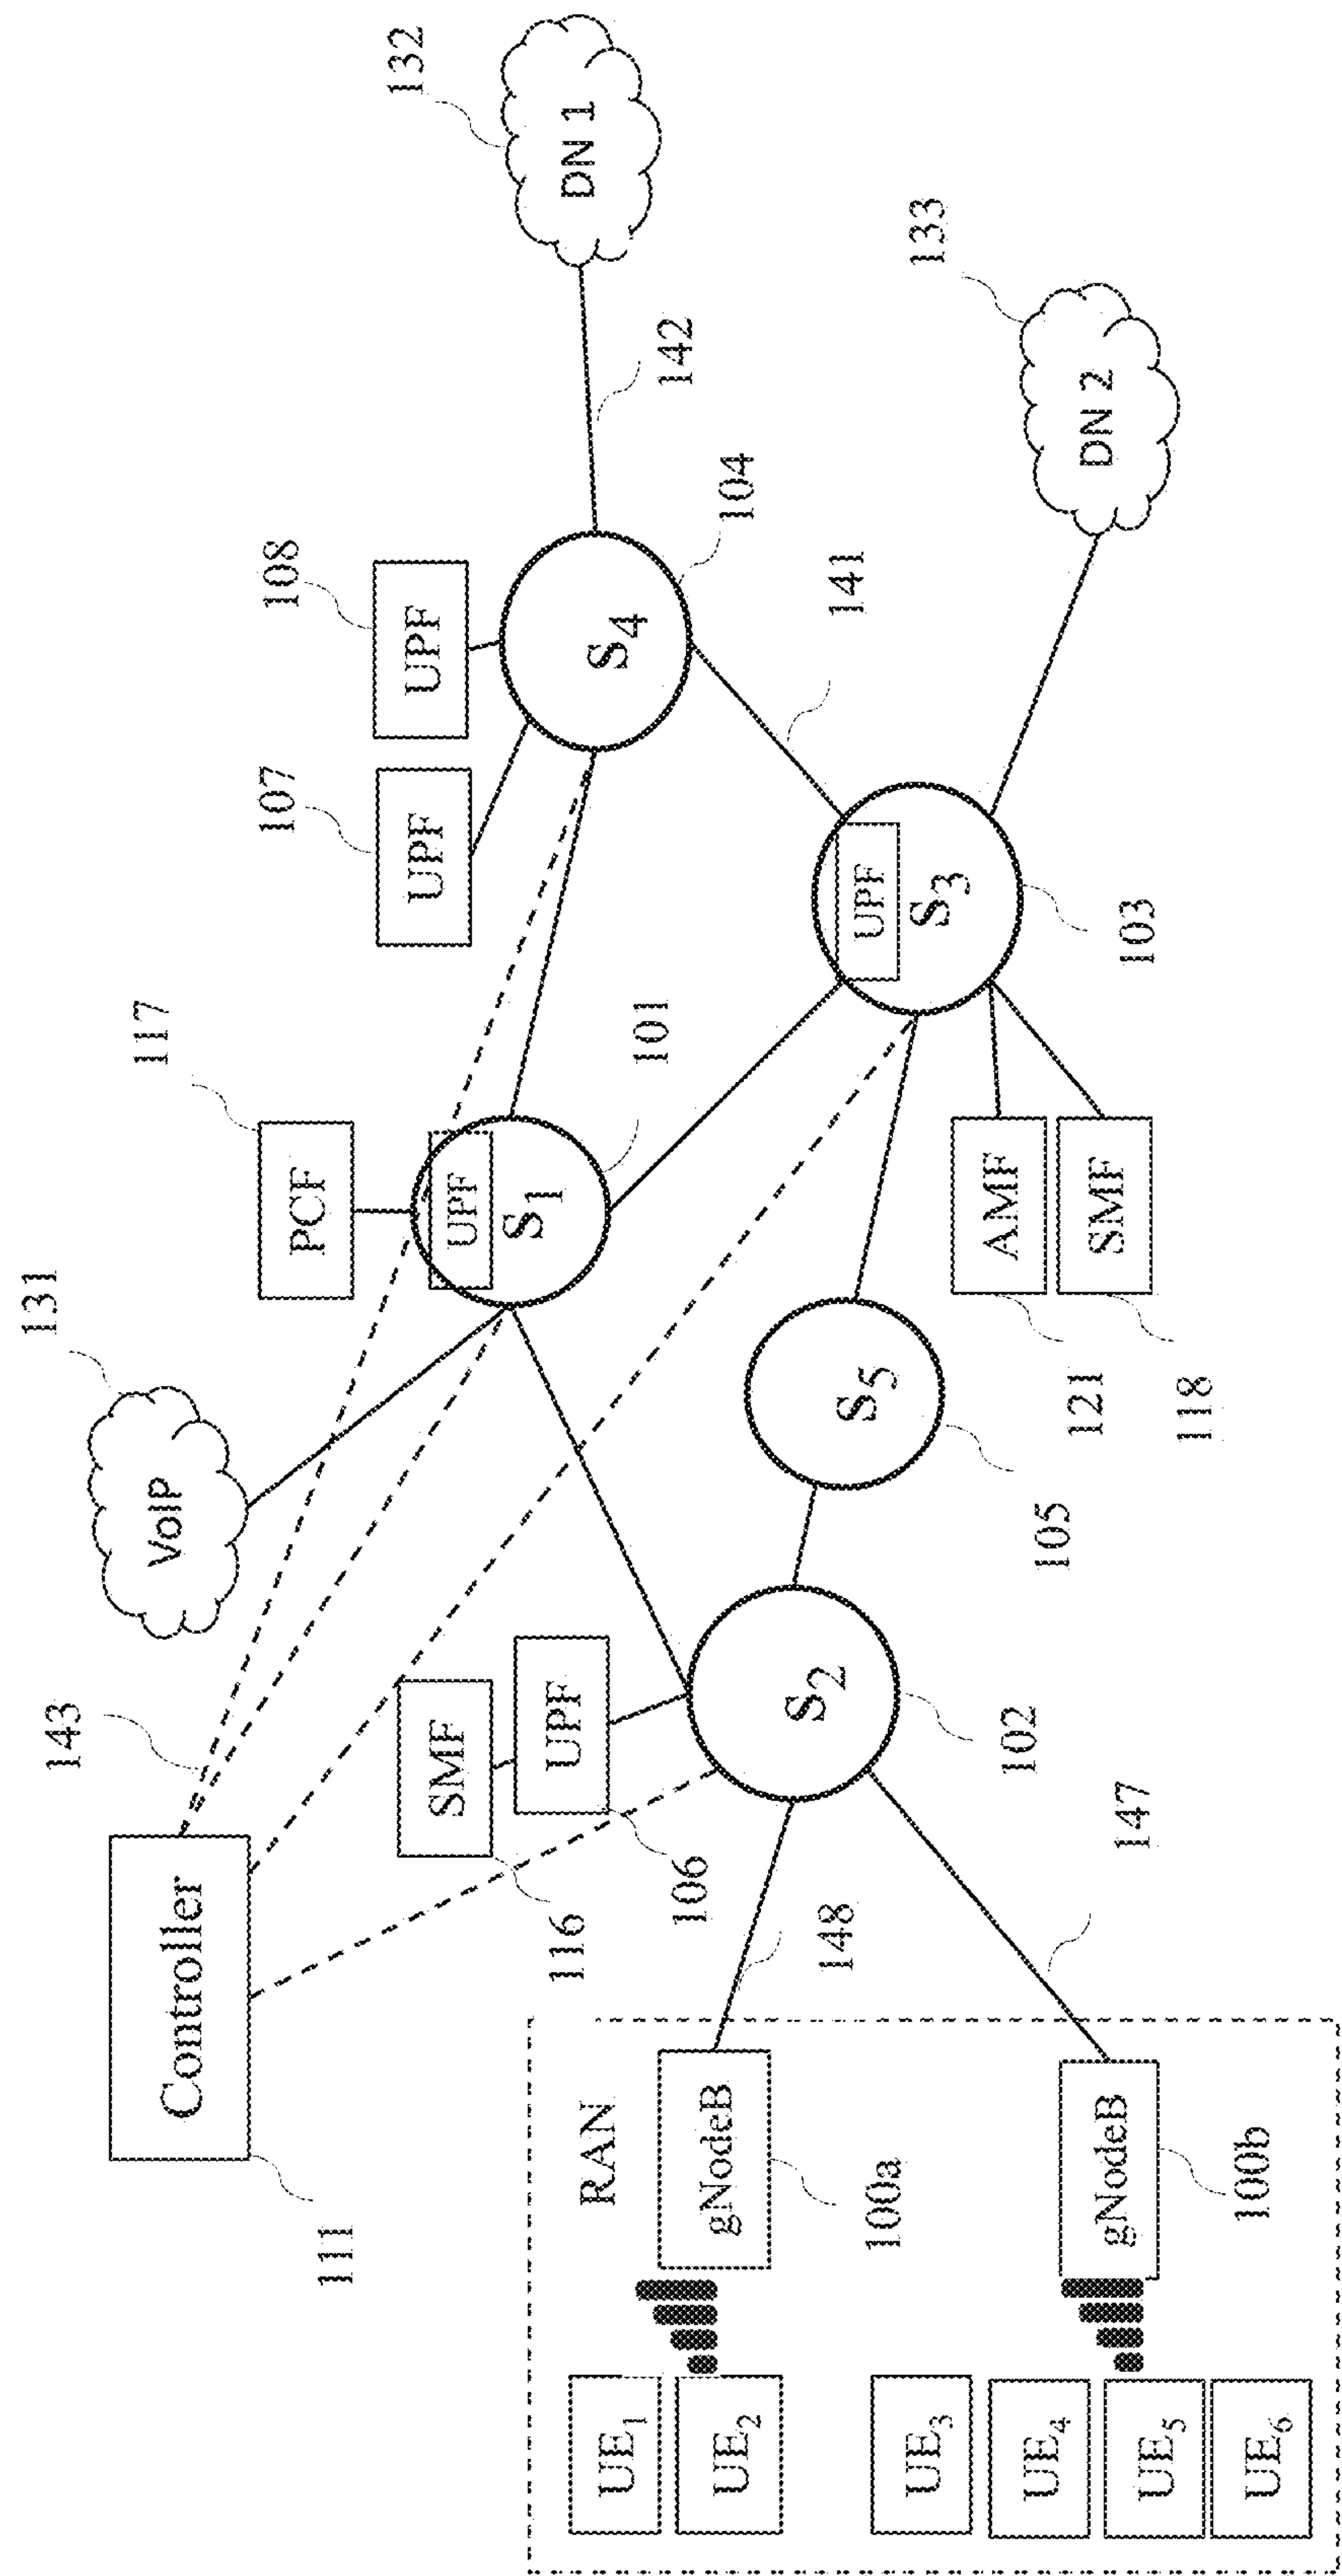 Controller
111
143
VoIP
131
PCF
117
UPF
107
UPF
108
DN 1
132
142
SMF
116
UPF
106
UPF
S1
101
S4
104
141
RAN
gNodeB
100a
148
S2
102
S5
105
UPF
S3
103
DN 2
133
AMF
121
SMF
118
147
gNodeB
100b
UE1
UE2
UE3
UE4
UE5
UE6